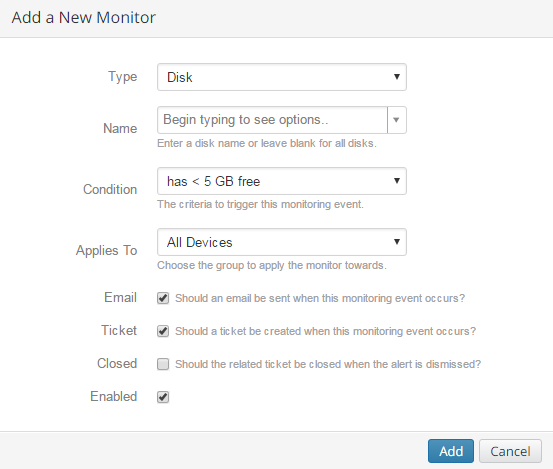 Add a New Monitor
Type Disk
Name Begin typing to see options..
Enter a disk name or leave blank for all disks.
Condition has < 5 GB free
The criteria to trigger this monitoring event.
Applies To All Devices
Choose the group to apply the monitor towards.
Email Should an email be sent when this monitoring event occurs?
Ticket Should a ticket be created when this monitoring event occurs?
Closed Should the related ticket be closed when the alert is dismissed?
Enabled
Add Cancel